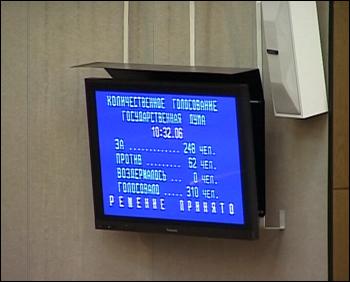 КОЛИЧЕСТВЕННОЕ ГОЛОСОВАНИЕ
ГОСУДАРСТВЕННАЯ ДУМА
10:32.06
ЗА ............. 248 ЧЕЛ.
ПРОТИВ ......... 62 ЧЕЛ.
ВОЗДЕРЖАЛОСЬ ... 0 ЧЕЛ.
ГОЛОСОВАЛО ..... 310 ЧЕЛ.
РЕШЕНИЕ ПРИНЯТО
Panasonic